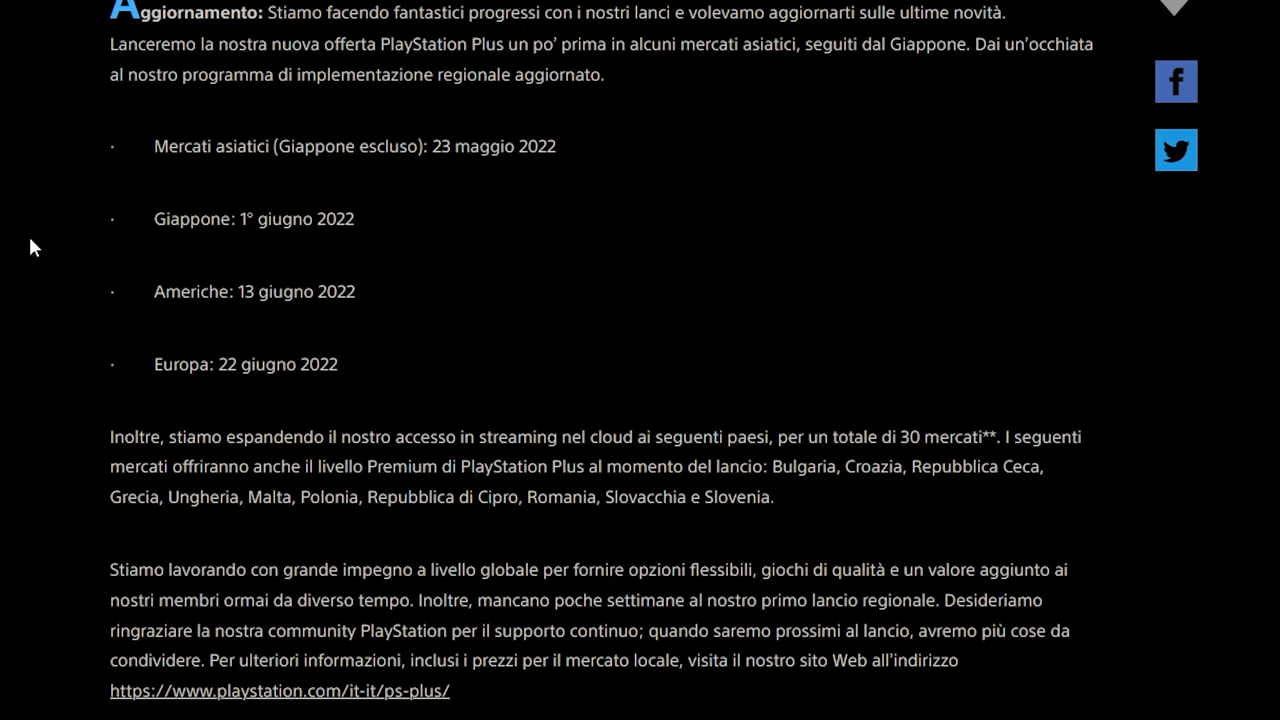 Aggiornamento: Stiamo facendo fantastici progressi con i nostri lanci e volevamo aggiornarti sulle ultime novità.
Lanceremo la nostra nuova offerta PlayStation Plus un po’ prima in alcuni mercati asiatici, seguiti dal Giappone. Dai un’occhiata
al nostro programma di implementazione regionale aggiornato.
· Mercati asiatici (Giappone escluso): 23 maggio 2022
· Giappone: 1° giugno 2022
· Americhe: 13 giugno 2022
· Europa: 22 giugno 2022
Inoltre, stiamo espandendo il nostro accesso in streaming nel cloud ai seguenti paesi, per un totale di 30 mercati**. I seguenti
mercati offriranno anche il livello Premium di PlayStation Plus al momento del lancio: Bulgaria, Croazia, Repubblica Ceca,
Grecia, Ungheria, Malta, Polonia, Repubblica di Cipro, Romania, Slovacchia e Slovenia.
Stiamo lavorando con grande impegno a livello globale per fornire opzioni flessibili, giochi di qualità e un valore aggiunto ai
nostri membri ormai da diverso tempo. Inoltre, mancano poche settimane al nostro primo lancio regionale. Desideriamo
ringraziare la nostra community PlayStation per il supporto continuo; quando saremo prossimi al lancio, avremo più cose da
condividere. Per ulteriori informazioni, inclusi i prezzi per il mercato locale, visita il nostro sito Web all’indirizzo
https://www.playstation.com/it-it/ps-plus/